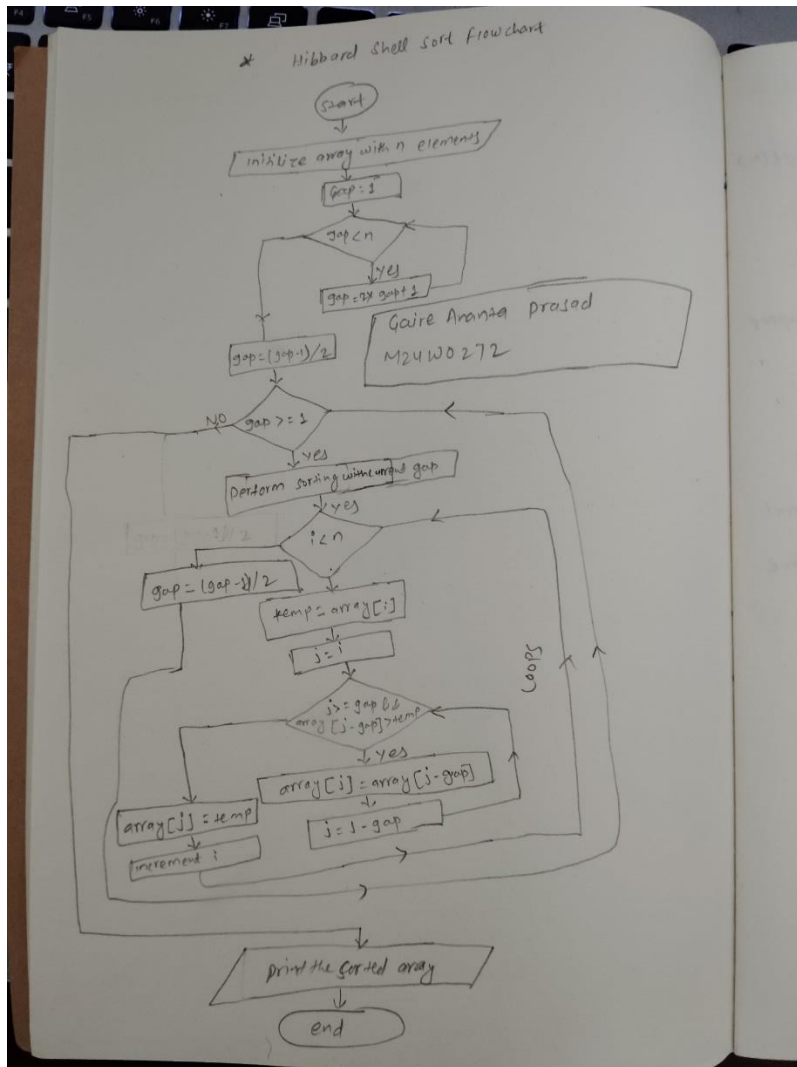 * Hibbard Shell Sort Flowchart
Start
Initilize array with n elements
Gap = 1
gap < n
yes
gap = 2* gap + 1
Gaire Ananta Prasad
M24W0272
gap = (gap-1)/2
NO
gap >= 1
yes
Perform sorting with current gap
yes
i < n
gap = (gap-1)/2
temp = array[i]
j = i
Loops
j >= gap &&
array[j-gap] > temp
yes
array[j] = array[j-gap]
array[j] = temp
j = j - gap
increment i
print the sorted array
end